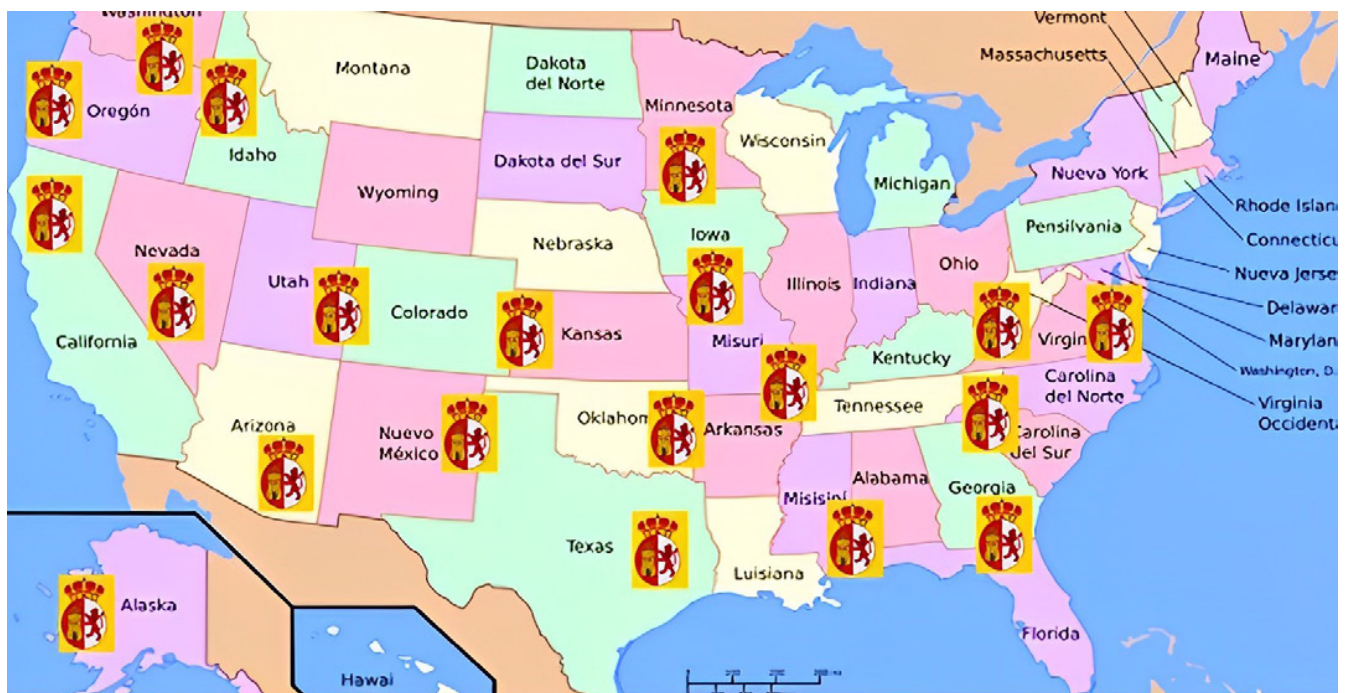 Washington
Vermont
Massachusetts
Maine
Montana
Dakota
del Norte
Minnesota
Oregón
Wisconsin
Idaho
Dakota del Sur
Michigan
Nueva York
Wyoming
Rhode Islan
Pensilvania
Iowa
Connecticu
Nevada
Nebraska
Ohio
Nueva Jerse
Utah
Illinois
Indiana
Colorado
Delawar
Kansas
California
Misuri
Virgin
Marylan
Kentucky
Washington, D.
Carolina
del Norte
Tennessee
Virginia
Occidenta
Arizona
Nuevo
México
Oklahom
Arkansas
Carolina
del Sur
Alabama
Georgia
Misisipi
Texas
Luisiana
Alaska
Florida
Hawai